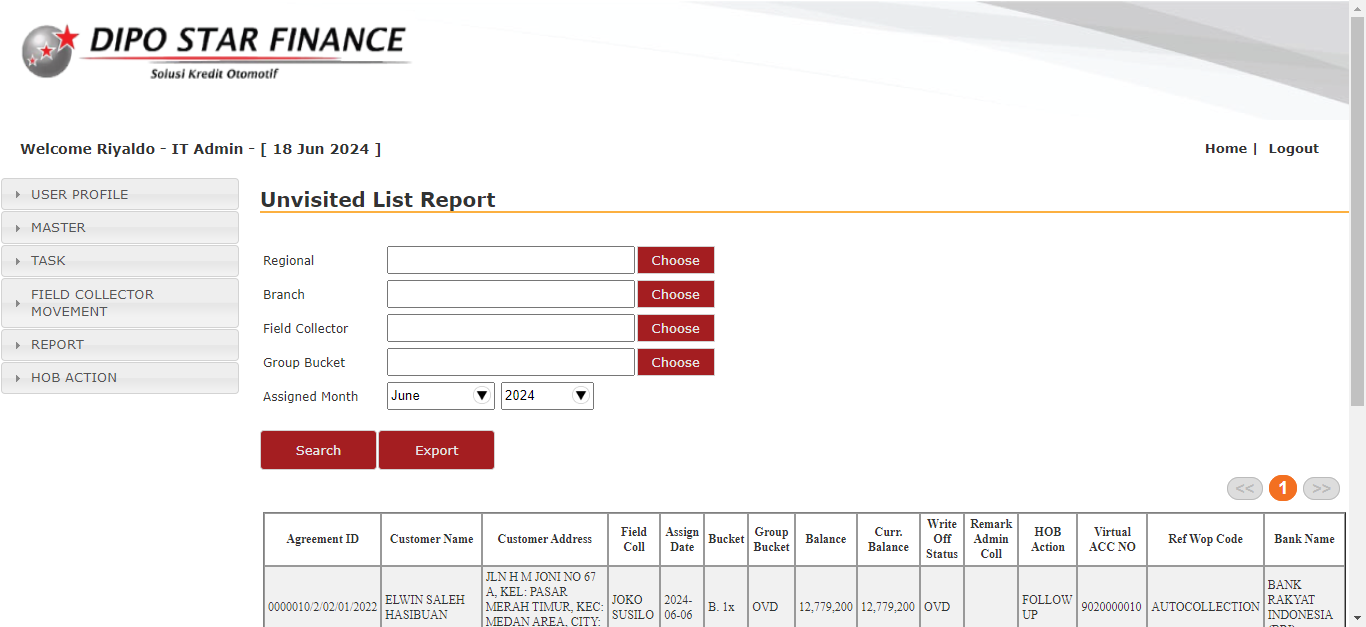 DIPO STAR FINANCE
Solusi Kredit Otomotif
Welcome Riyaldo - IT Admin - [ 18 Jun 2024 ]
Home | Logout
USER PROFILE
MASTER
TASK
FIELD COLLECTOR
MOVEMENT
REPORT
HOB ACTION
Unvisited List Report
Regional Choose
Branch Choose
Field Collector Choose
Group Bucket Choose
Assigned Month June 2024
Search Export
<< 1 >>
Agreement ID
Customer Name
Customer Address
Field
Coll
Assign
Date
Bucket
Group
Bucket
Balance
Curr.
Balance
Write
Off
Status
Remark
Admin
Coll
HOB
Action
Virtual
ACC NO
Ref Wop Code
Bank Name
0000010/2/02/01/2022
ELWIN SALEH
HASIBUAN
JLN H M JONI NO 67
A, KEL: PASAR
MERAH TIMUR, KEC:
MEDAN AREA, CITY:
JOKO
SUSILO
2024-
06-06
B. 1x
OVD
12,779,200
12,779,200
OVD
FOLLOW
UP
9020000010
AUTOCOLLECTION
BANK
RAKYAT
INDONESIA